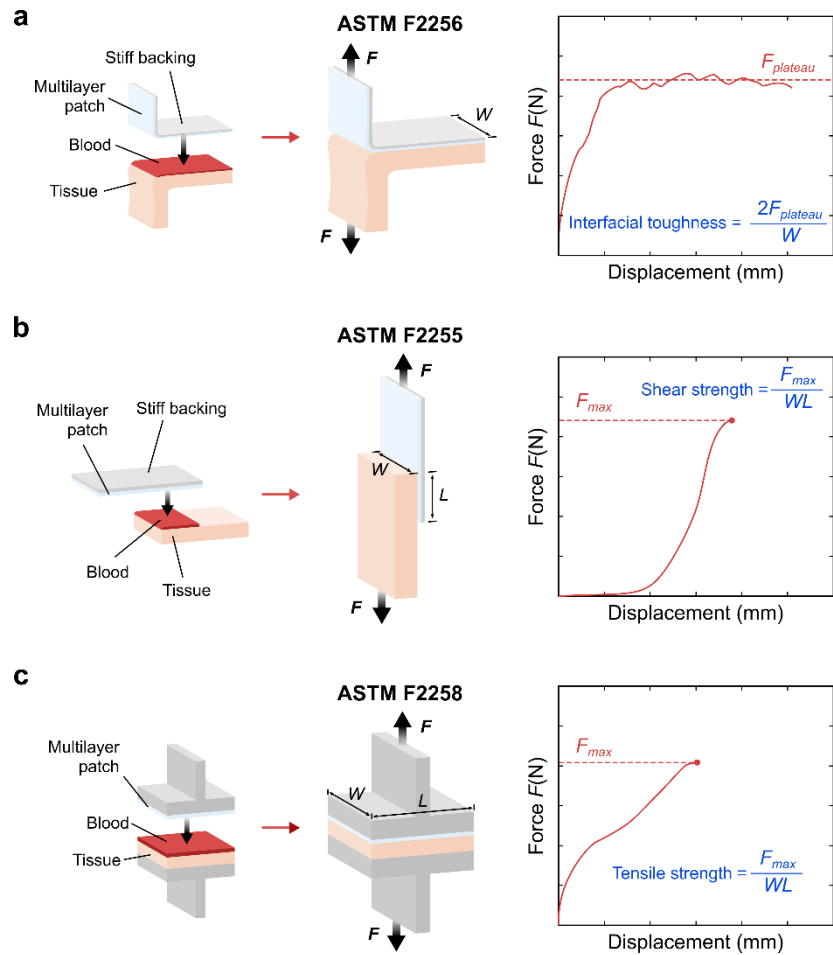 a
ASTM F2256
Stiff backing
Multilayer
patch
Blood
Tissue
F
W
F
Force F(N)
F_plateau
Interfacial toughness = 2F_plateau / W
Displacement (mm)
b
ASTM F2255
Stiff backing
Multilayer
patch
Blood
Tissue
F
W
L
F
Force F(N)
Shear strength = F_max / WL
F_max
Displacement (mm)
c
ASTM F2258
Multilayer
patch
Blood
Tissue
F
W
L
F
Force F(N)
F_max
Tensile strength = F_max / WL
Displacement (mm)